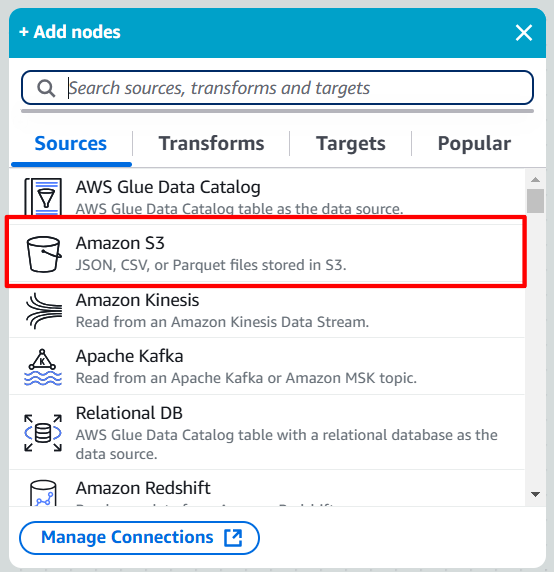 + Add nodes
Search sources, transforms and targets
Sources Transforms Targets Popular
AWS Glue Data Catalog
AWS Glue Data Catalog table as the data source.
Amazon S3
JSON, CSV, or Parquet files stored in S3.
Amazon Kinesis
Read from an Amazon Kinesis Data Stream.
Apache Kafka
K
Read from an Apache Kafka or Amazon MSK topic.
Relational DB
AWS Glue Data Catalog table with a relational database as the
data source.
Amazon Redshift
Manage Connections